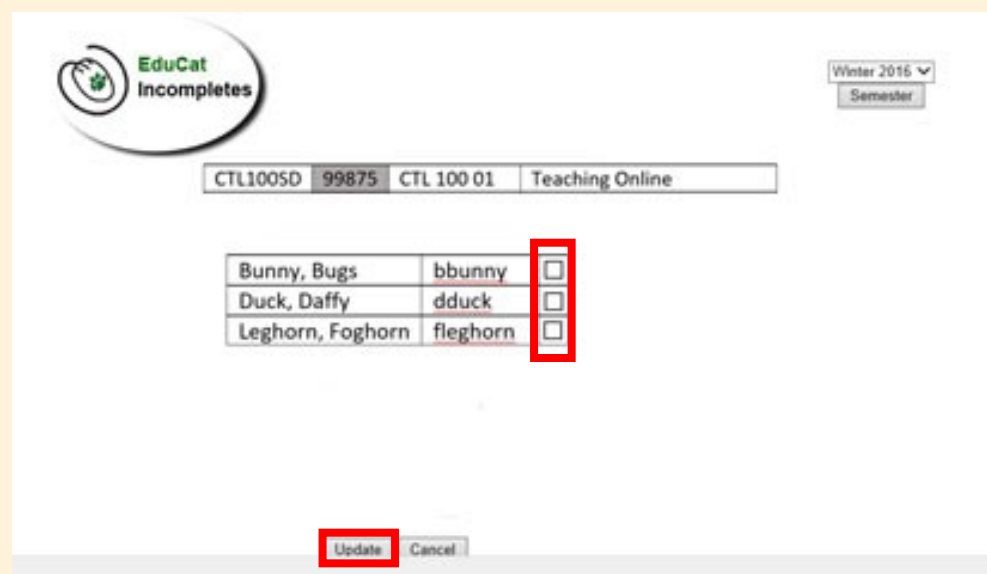 EduCat
Incompletes
Winter 2016
Semester
CTL100SD 99875 CTL 100 01 Teaching Online
Bunny, Bugs bbunny
Duck, Daffy dduck
Leghorn, Foghorn fleghorn
Update Cancel